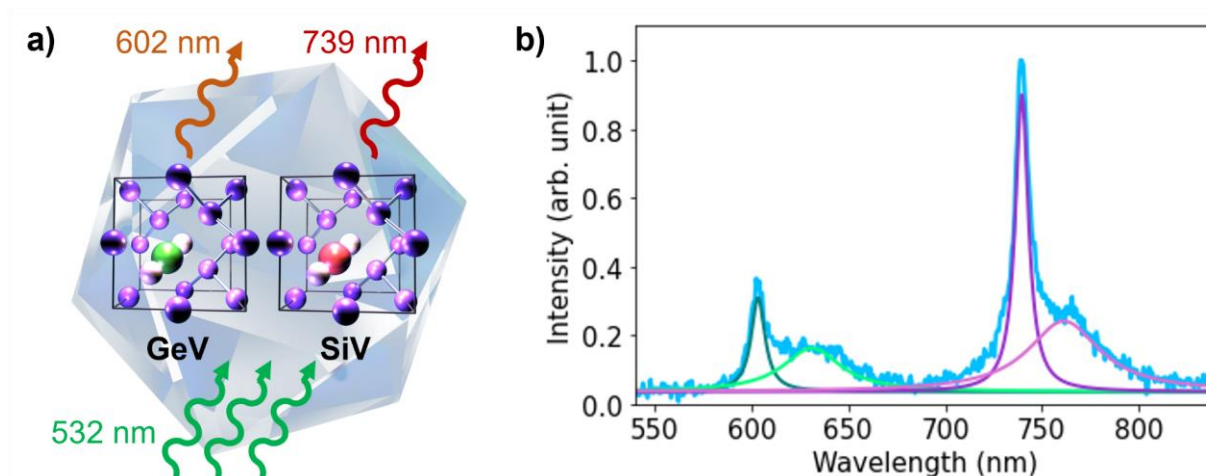 a)
602 nm
739 nm
GeV
SiV
532 nm
b)
Intensity (arb. unit)
1.0
0.8
0.6
0.4
0.2
0.0
550
600
650
700
750
800
Wavelength (nm)